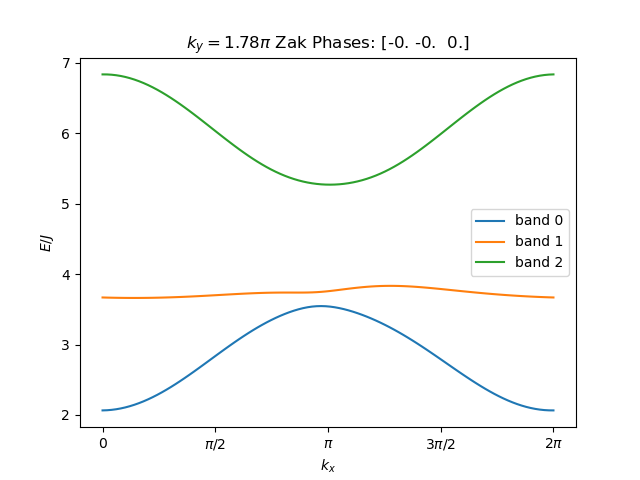 $k_y = 1.78\pi$ Zak Phases: [-0. -0.  0.]
7
6
5
4
3
2
E/J
band 0
band 1
band 2
0
π/2
π
3π/2
2π
$k_x$